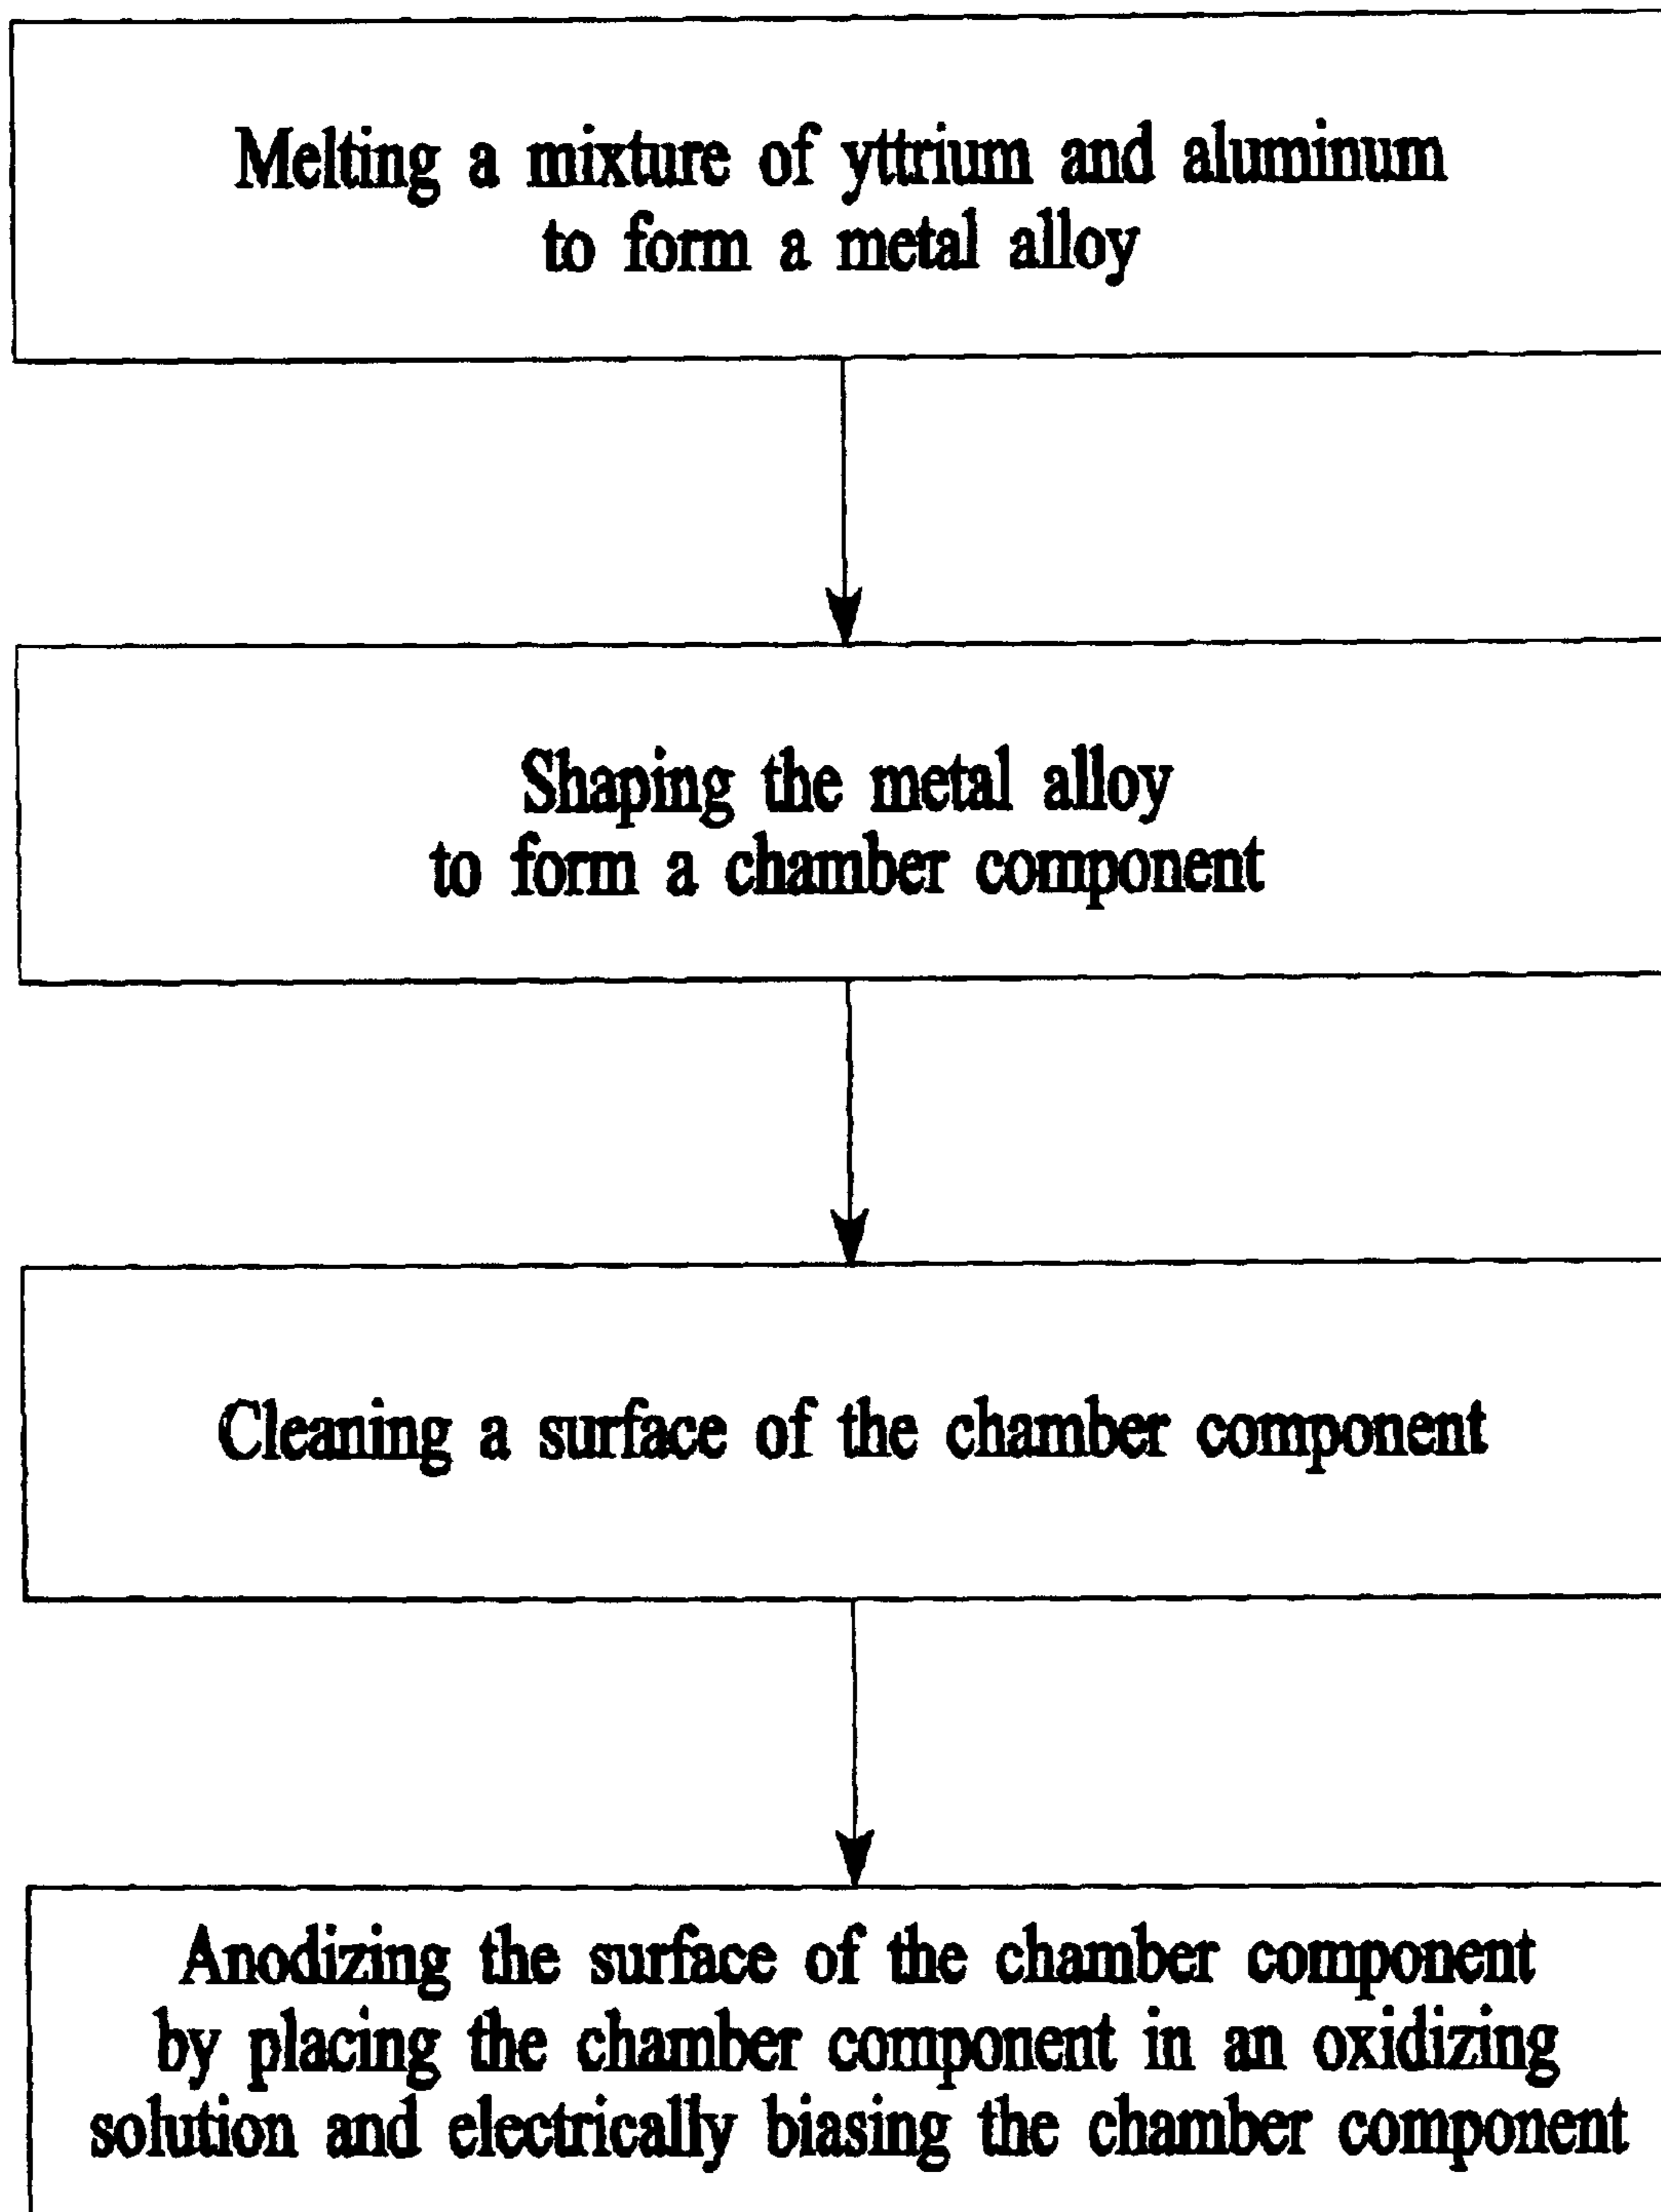 Melting a mixture of yttrium and aluminum
to form a metal alloy
Shaping the metal alloy
to form a chamber component
Cleaning a surface of the chamber component
Anodizing the surface of the chamber component
by placing the chamber component in an oxidizing
solution and electrically biasing the chamber component